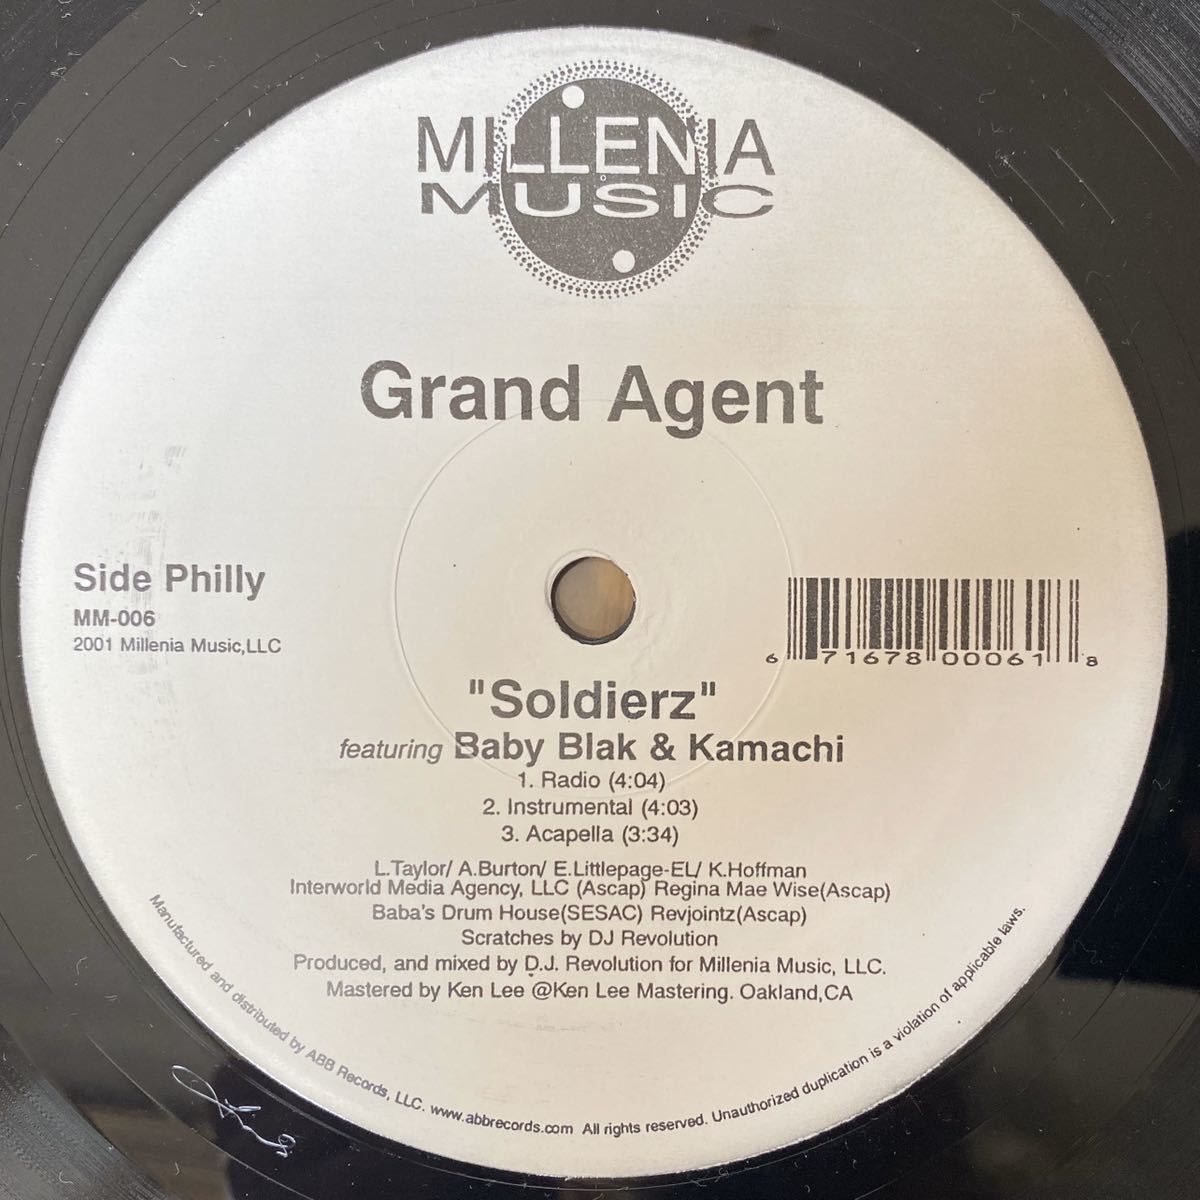 MILLENIA
MUSIC
Grand Agent
Side Philly
MM-006
2001 Millenia Music,LLC
6 71678 00061 8
"Soldierz"
featuring Baby Blak & Kamachi
1. Radio (4:04)
2. Instrumental (4:03)
3. Acapella (3:34)
L.Taylor/ A.Burton/ E.Littlepage-EL/ K.Hoffman
Interworld Media Agency, LLC (Ascap) Regina Mae Wise(Ascap)
Baba's Drum House(SESAC) Revjointz(Ascap)
Scratches by DJ Revolution
Produced, and mixed by D.J. Revolution for Millenia Music, LLC.
Mastered by Ken Lee @Ken Lee Mastering. Oakland,CA
Manufactured and distributed by ABB Records, LLC. www.abbrecords.com All rights reserved. Unauthorized duplication is a violation of applicable laws.